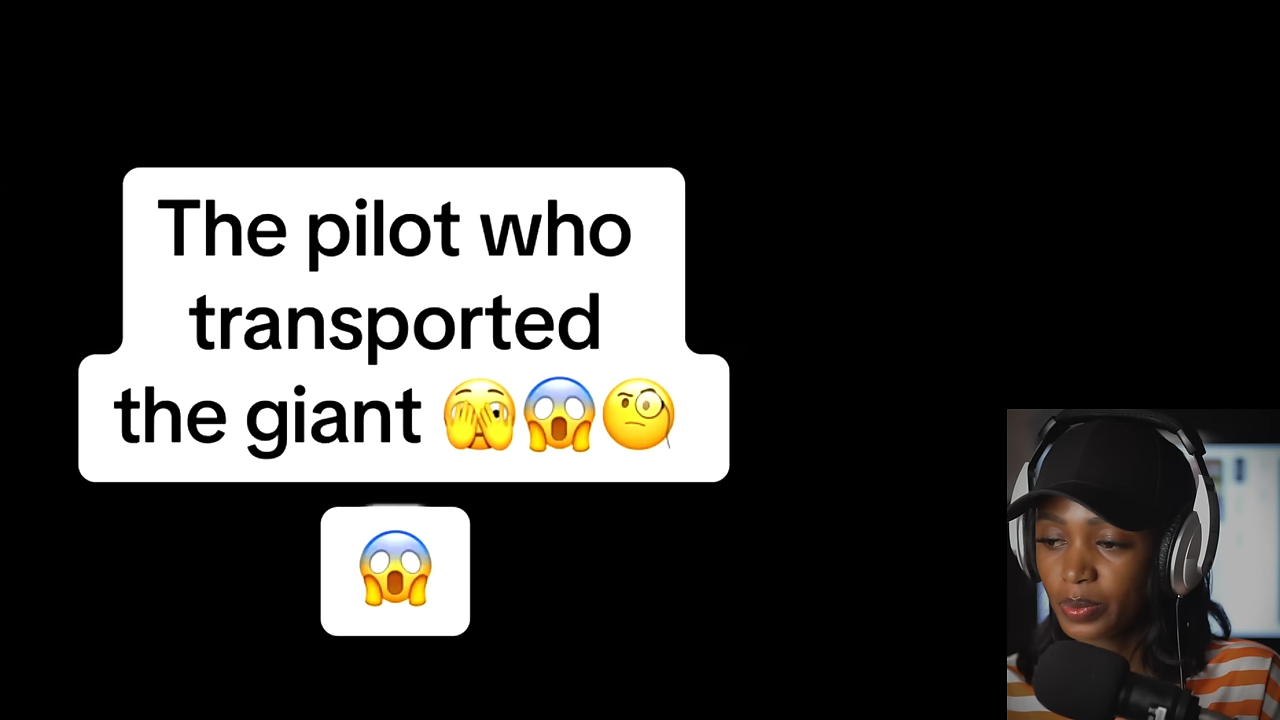 The pilot who
transported
the giant 🫣😱🧐
😱